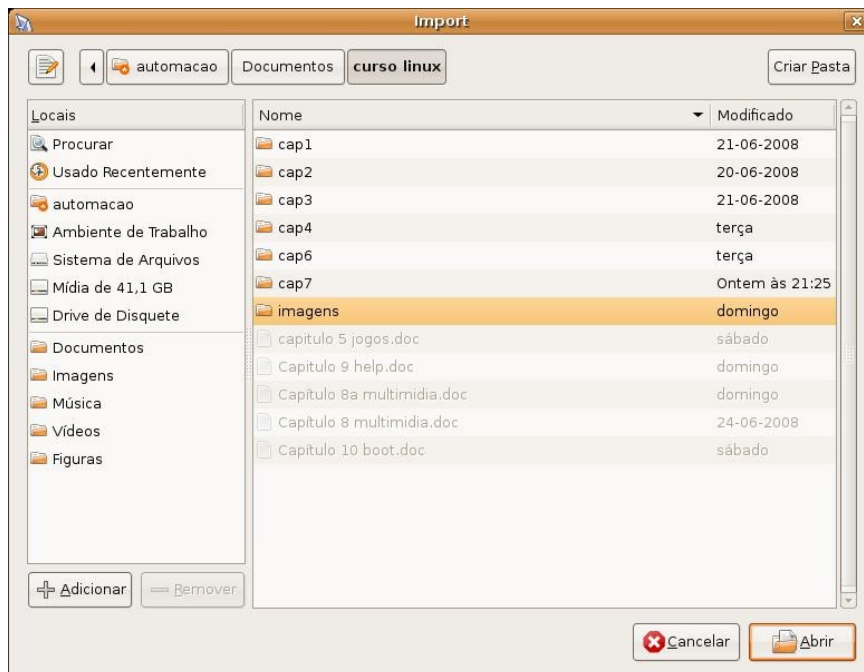 Import
automacao Documentos curso linux Criar Pasta
Locais
Procurar
Usado Recentemente
automacao
Ambiente de Trabalho
Sistema de Arquivos
Mídia de 41,1 GB
Drive de Disquete
Documentos
Imagens
Música
Vídeos
Figuras
Adicionar Remover
Nome Modificado
cap1 21-06-2008
cap2 20-06-2008
cap3 21-06-2008
cap4 terça
cap6 terça
cap7 Ontem às 21:25
imagens domingo
capitulo 5 jogos.doc sábado
Capitulo 9 help.doc domingo
Capítulo 8a multimidia.doc domingo
Capítulo 8 multimidia.doc 24-06-2008
Capítulo 10 boot.doc sábado
Cancelar Abrir